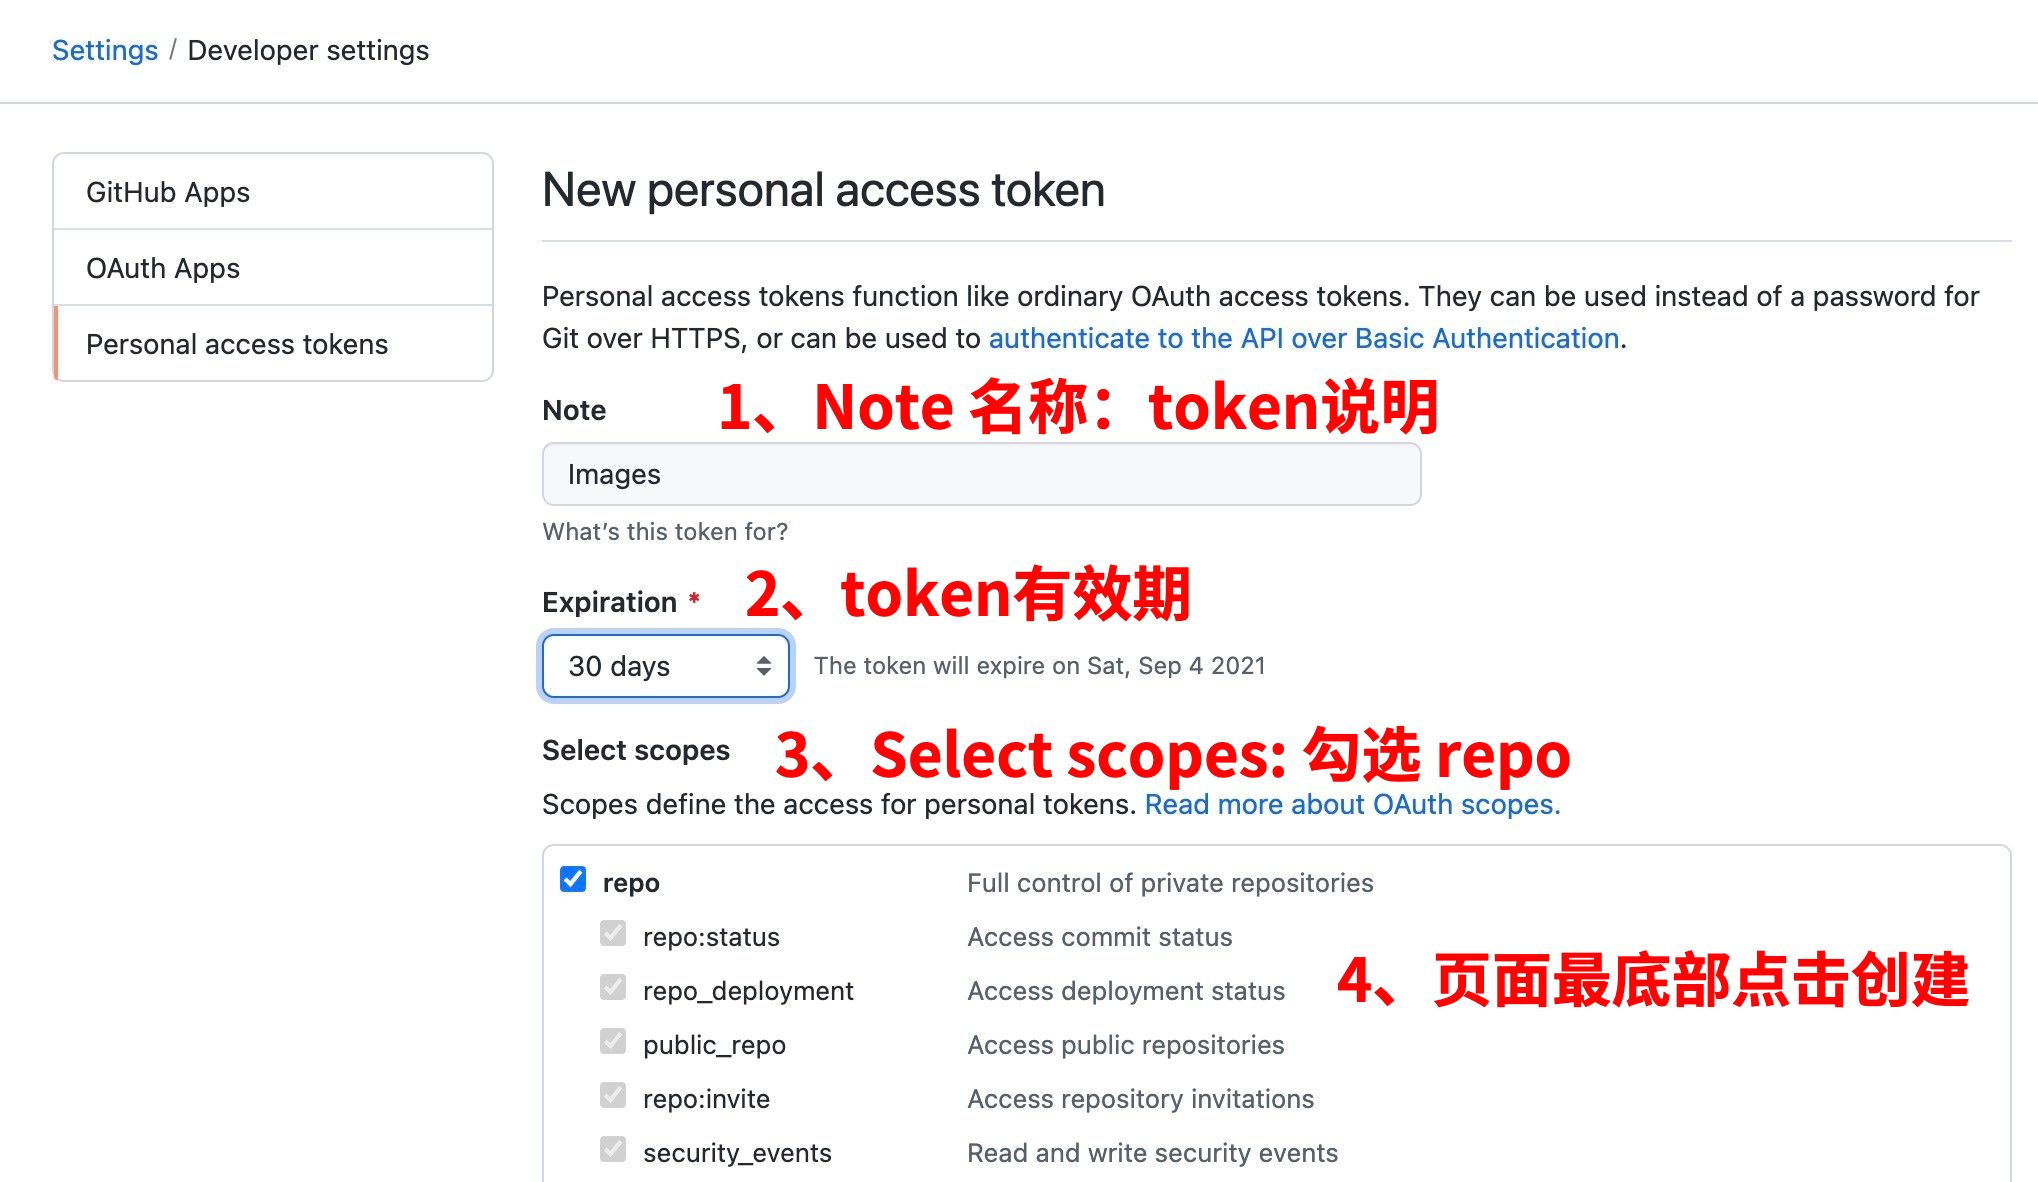 Settings / Developer settings
GitHub Apps
OAuth Apps
Personal access tokens
New personal access token
Personal access tokens function like ordinary OAuth access tokens. They can be used instead of a password for
Git over HTTPS, or can be used to authenticate to the API over Basic Authentication.
Note
1、Note 名称：token说明
Images
What's this token for?
Expiration *
2、token有效期
30 days
The token will expire on Sat, Sep 4 2021
Select scopes
3、Select scopes: 勾选 repo
Scopes define the access for personal tokens. Read more about OAuth scopes.
repo Full control of private repositories
repo:status Access commit status
repo_deployment Access deployment status
4、页面最底部点击创建
public_repo Access public repositories
repo:invite Access repository invitations
security_events Read and write security events